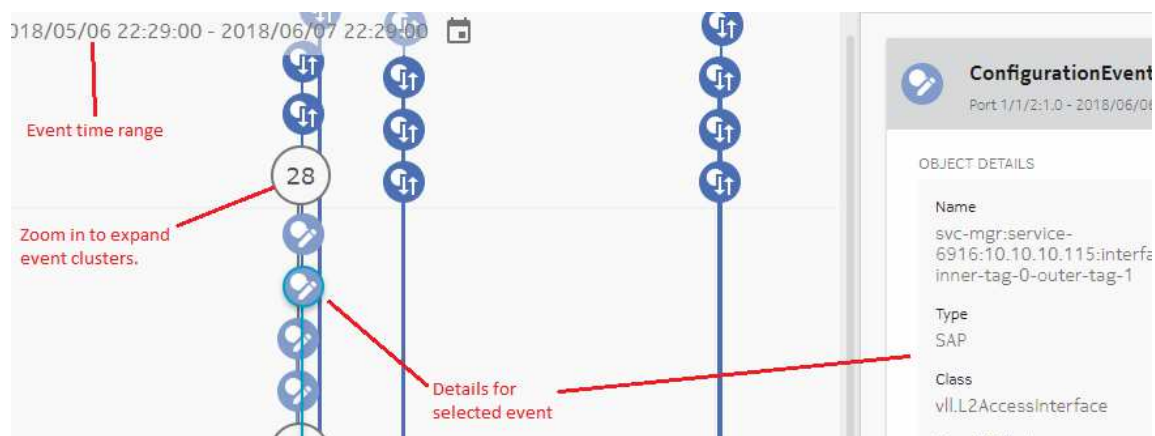 018/05/06 22:29:00 - 2018/06/07 22:29:00
Event time range
28
Zoom in to expand
event clusters.
Details for
selected event
ConfigurationEvent
Port 1/1/2:1.0 - 2018/06/06
OBJECT DETAILS
Name
svc-mgr:service-
6916:10.10.10.115:interfa
inner-tag-0-outer-tag-1
Type
SAP
Class
vll.L2AccessInterface